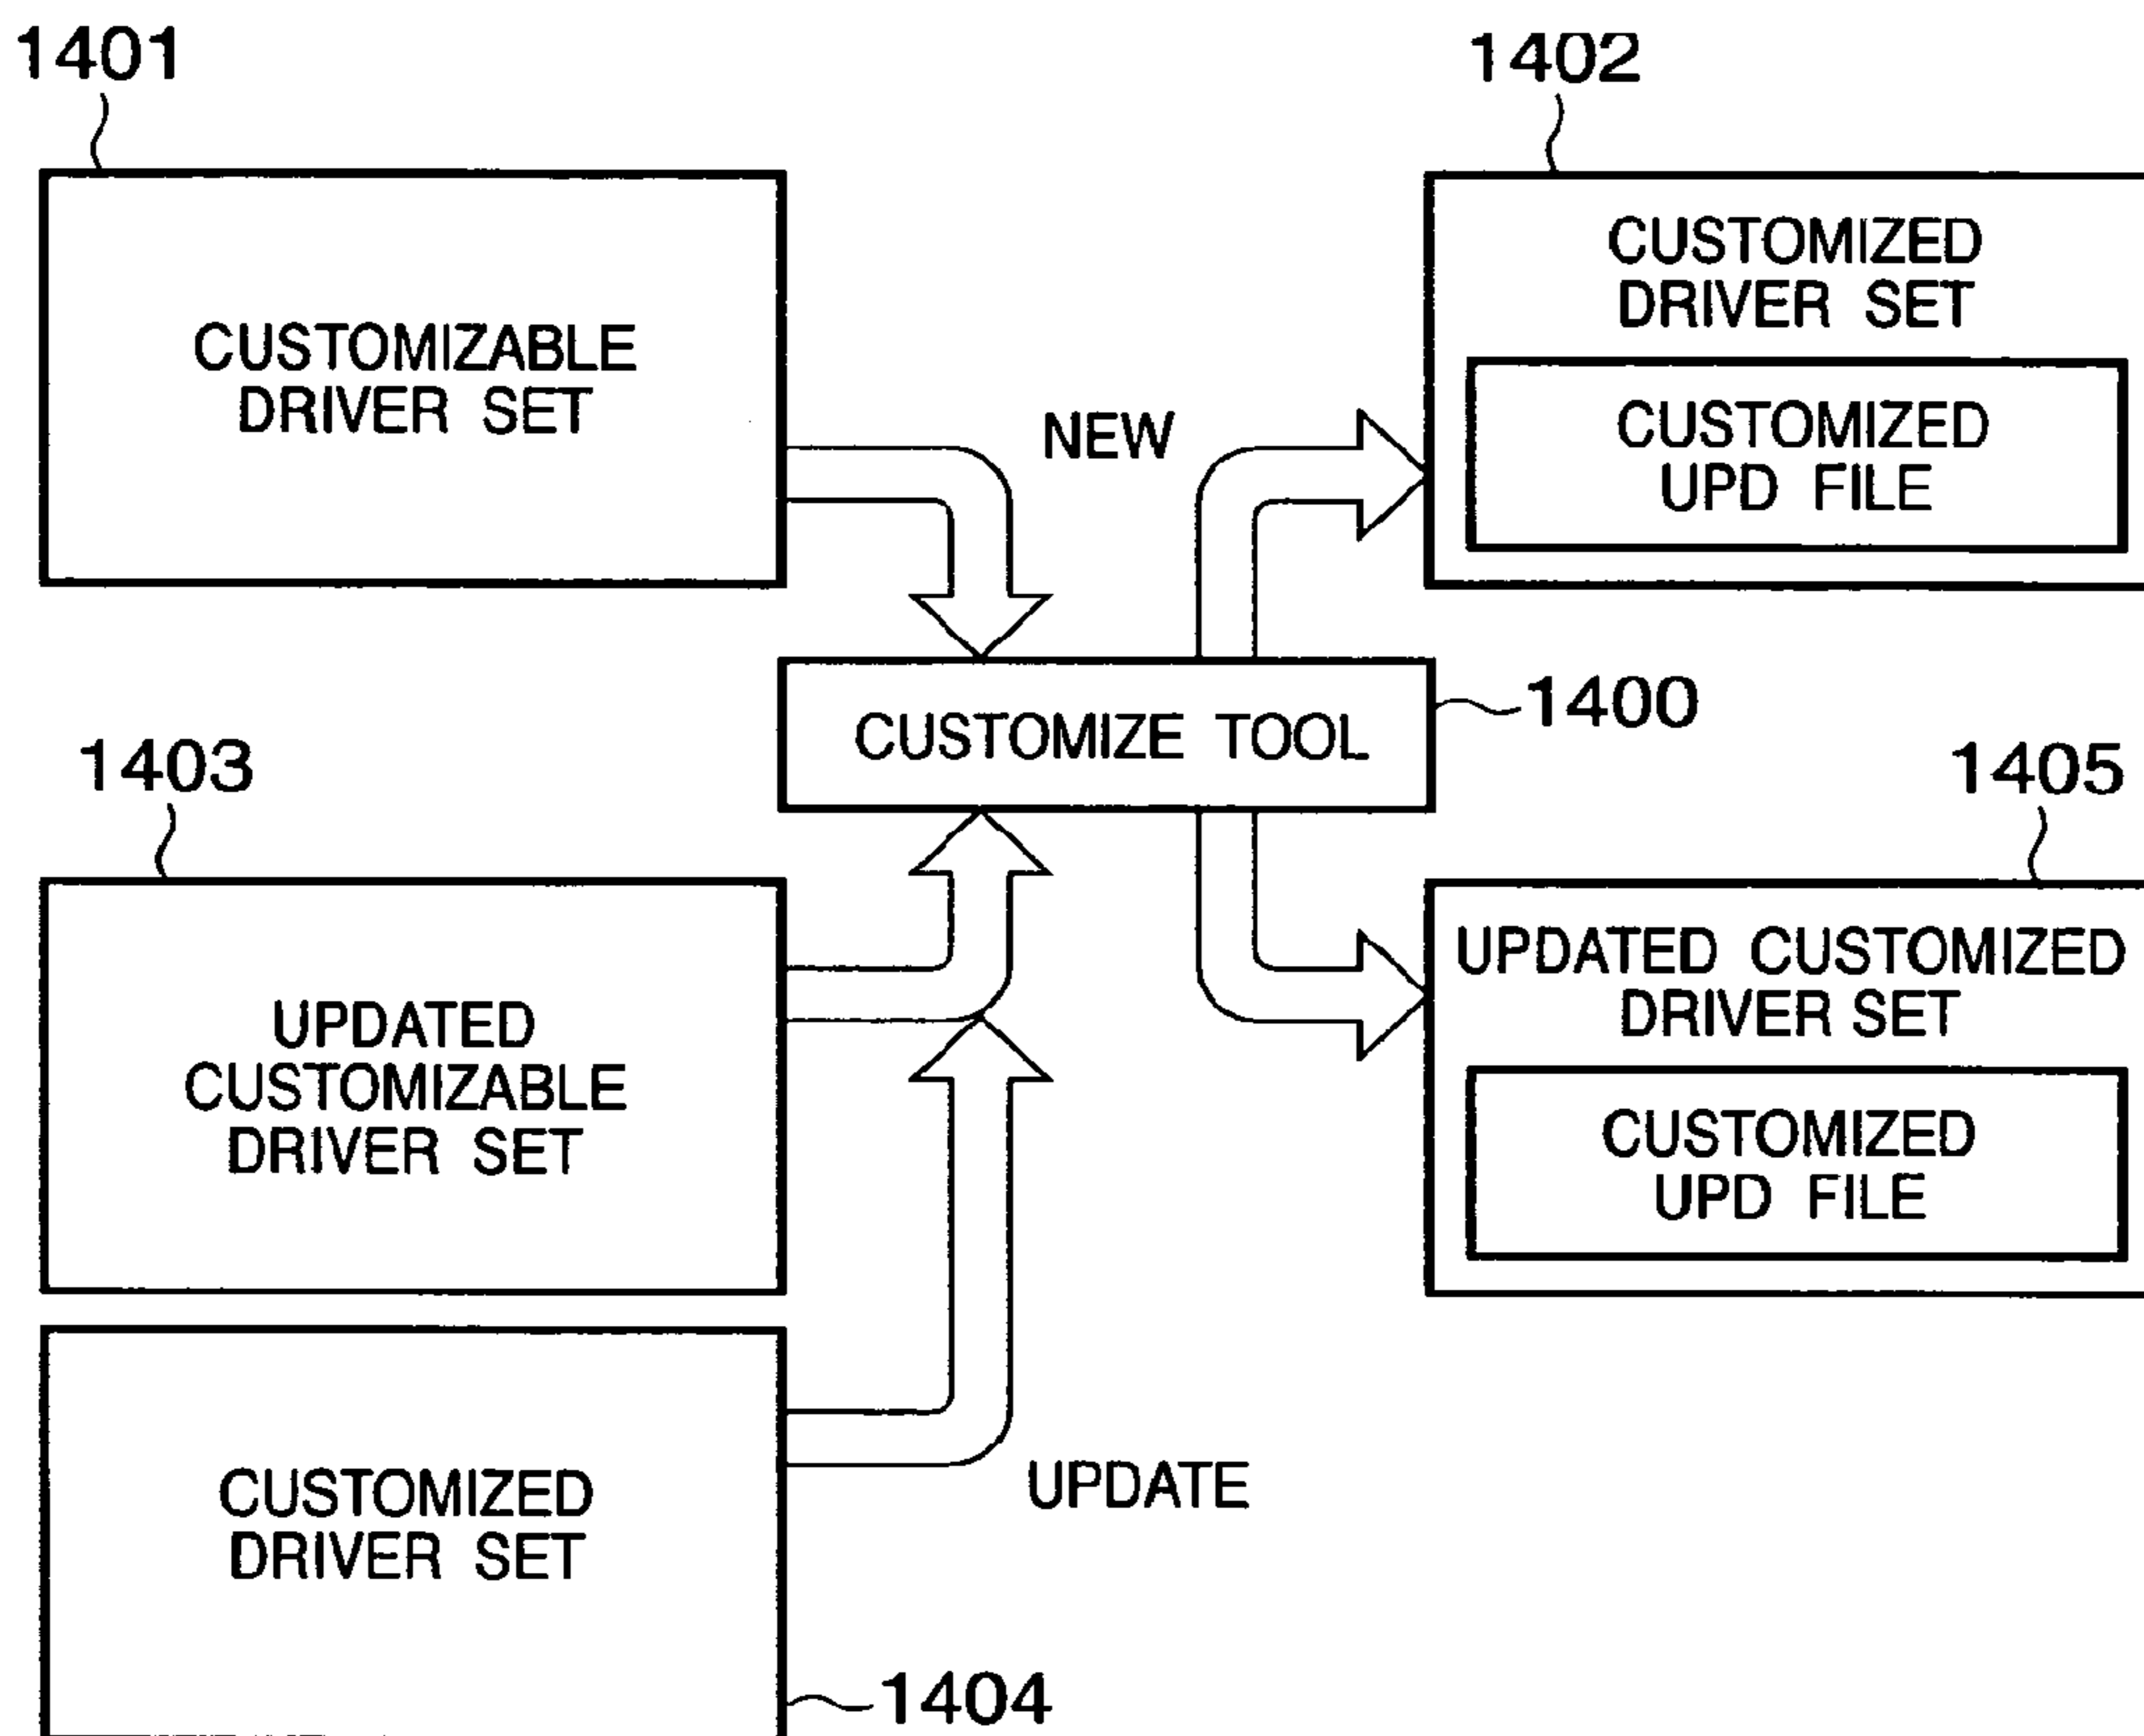 1401
1402
CUSTOMIZABLE
DRIVER SET
CUSTOMIZED
DRIVER SET
CUSTOMIZED
UPD FILE
NEW
CUSTOMIZE TOOL
1400
1403
1405
UPDATED
CUSTOMIZABLE
DRIVER SET
UPDATED CUSTOMIZED
DRIVER SET
CUSTOMIZED
UPD FILE
CUSTOMIZED
DRIVER SET
UPDATE
1404